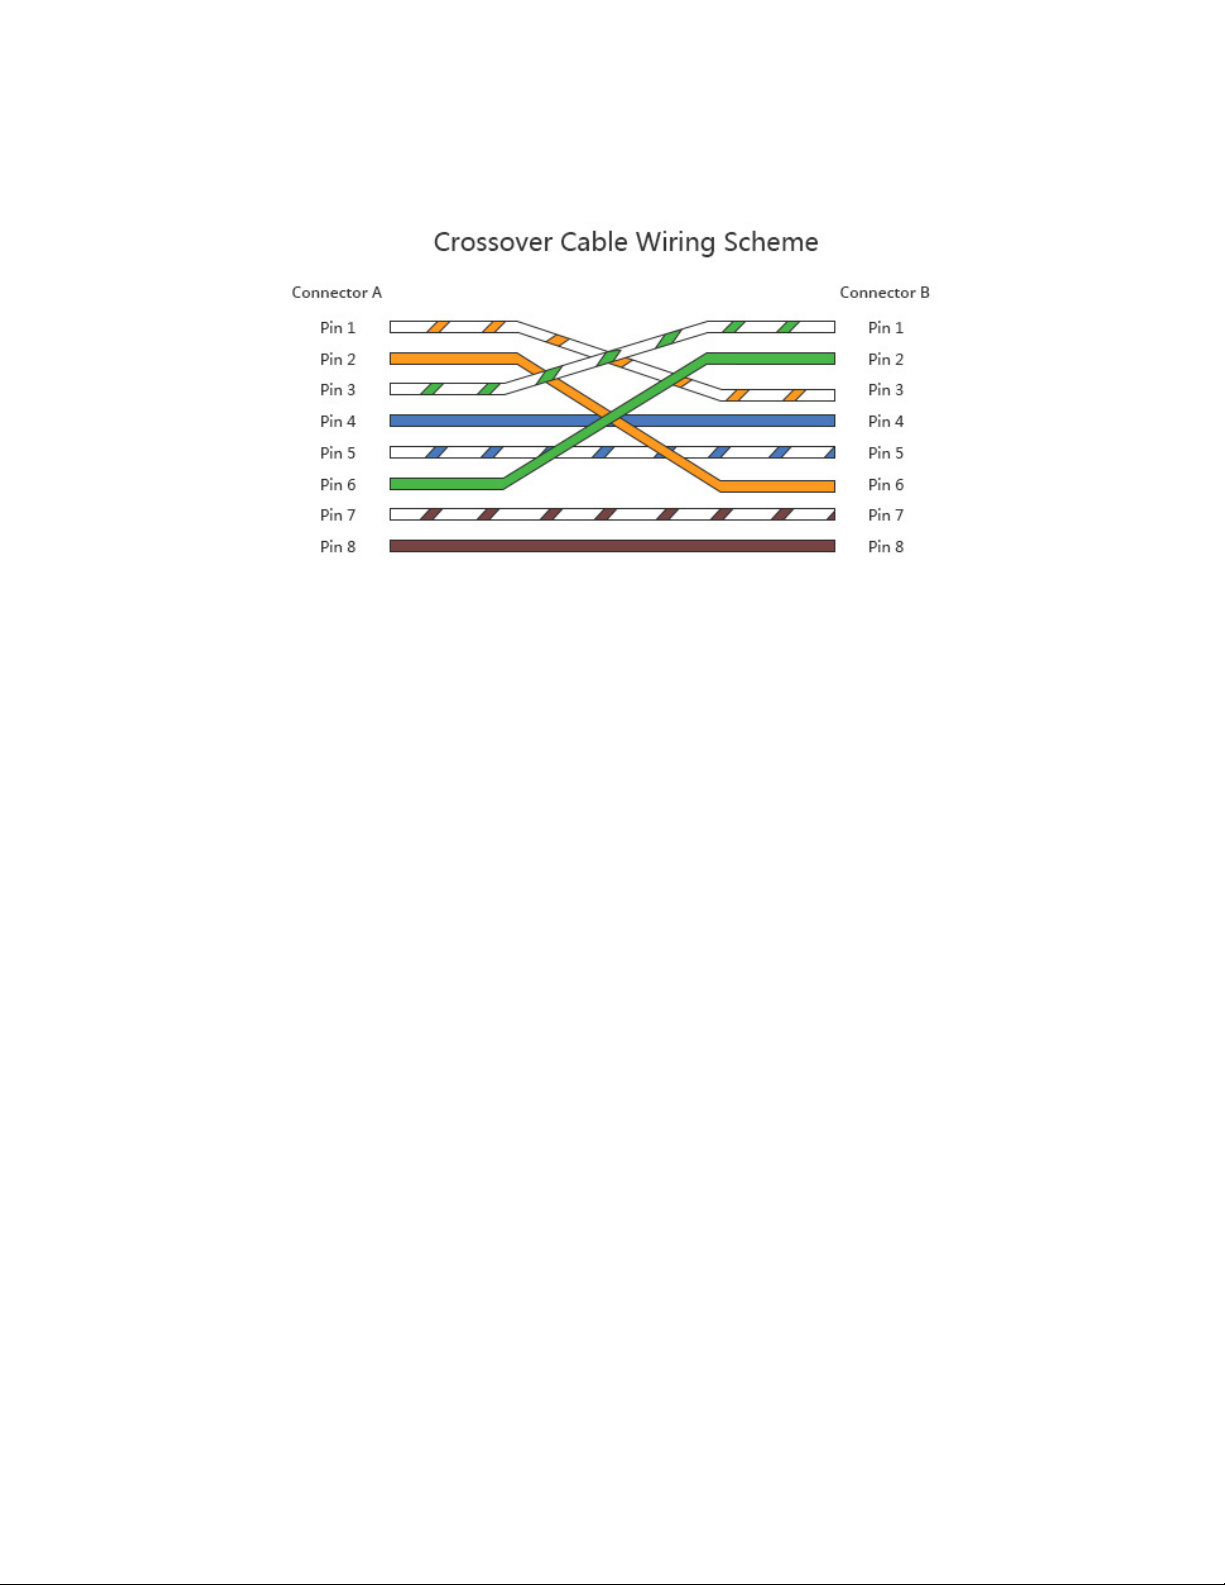 Crossover Cable Wiring Scheme
Connector A Connector B
Pin 1 Pin 1
Pin 2 Pin 2
Pin 3 Pin 3
Pin 4 Pin 4
Pin 5 Pin 5
Pin 6 Pin 6
Pin 7 Pin 7
Pin 8 Pin 8